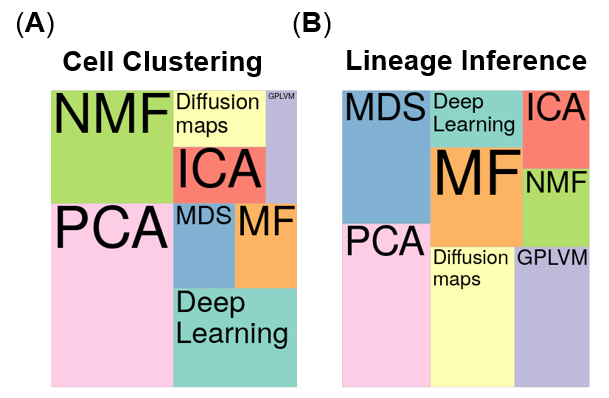 (A)
Cell Clustering
NMF
Diffusion
maps
GPLVM
ICA
PCA
MDS
MF
Deep
Learning
(B)
Lineage Inference
MDS
Deep
Learning
ICA
MF
NMF
PCA
Diffusion
maps
GPLVM